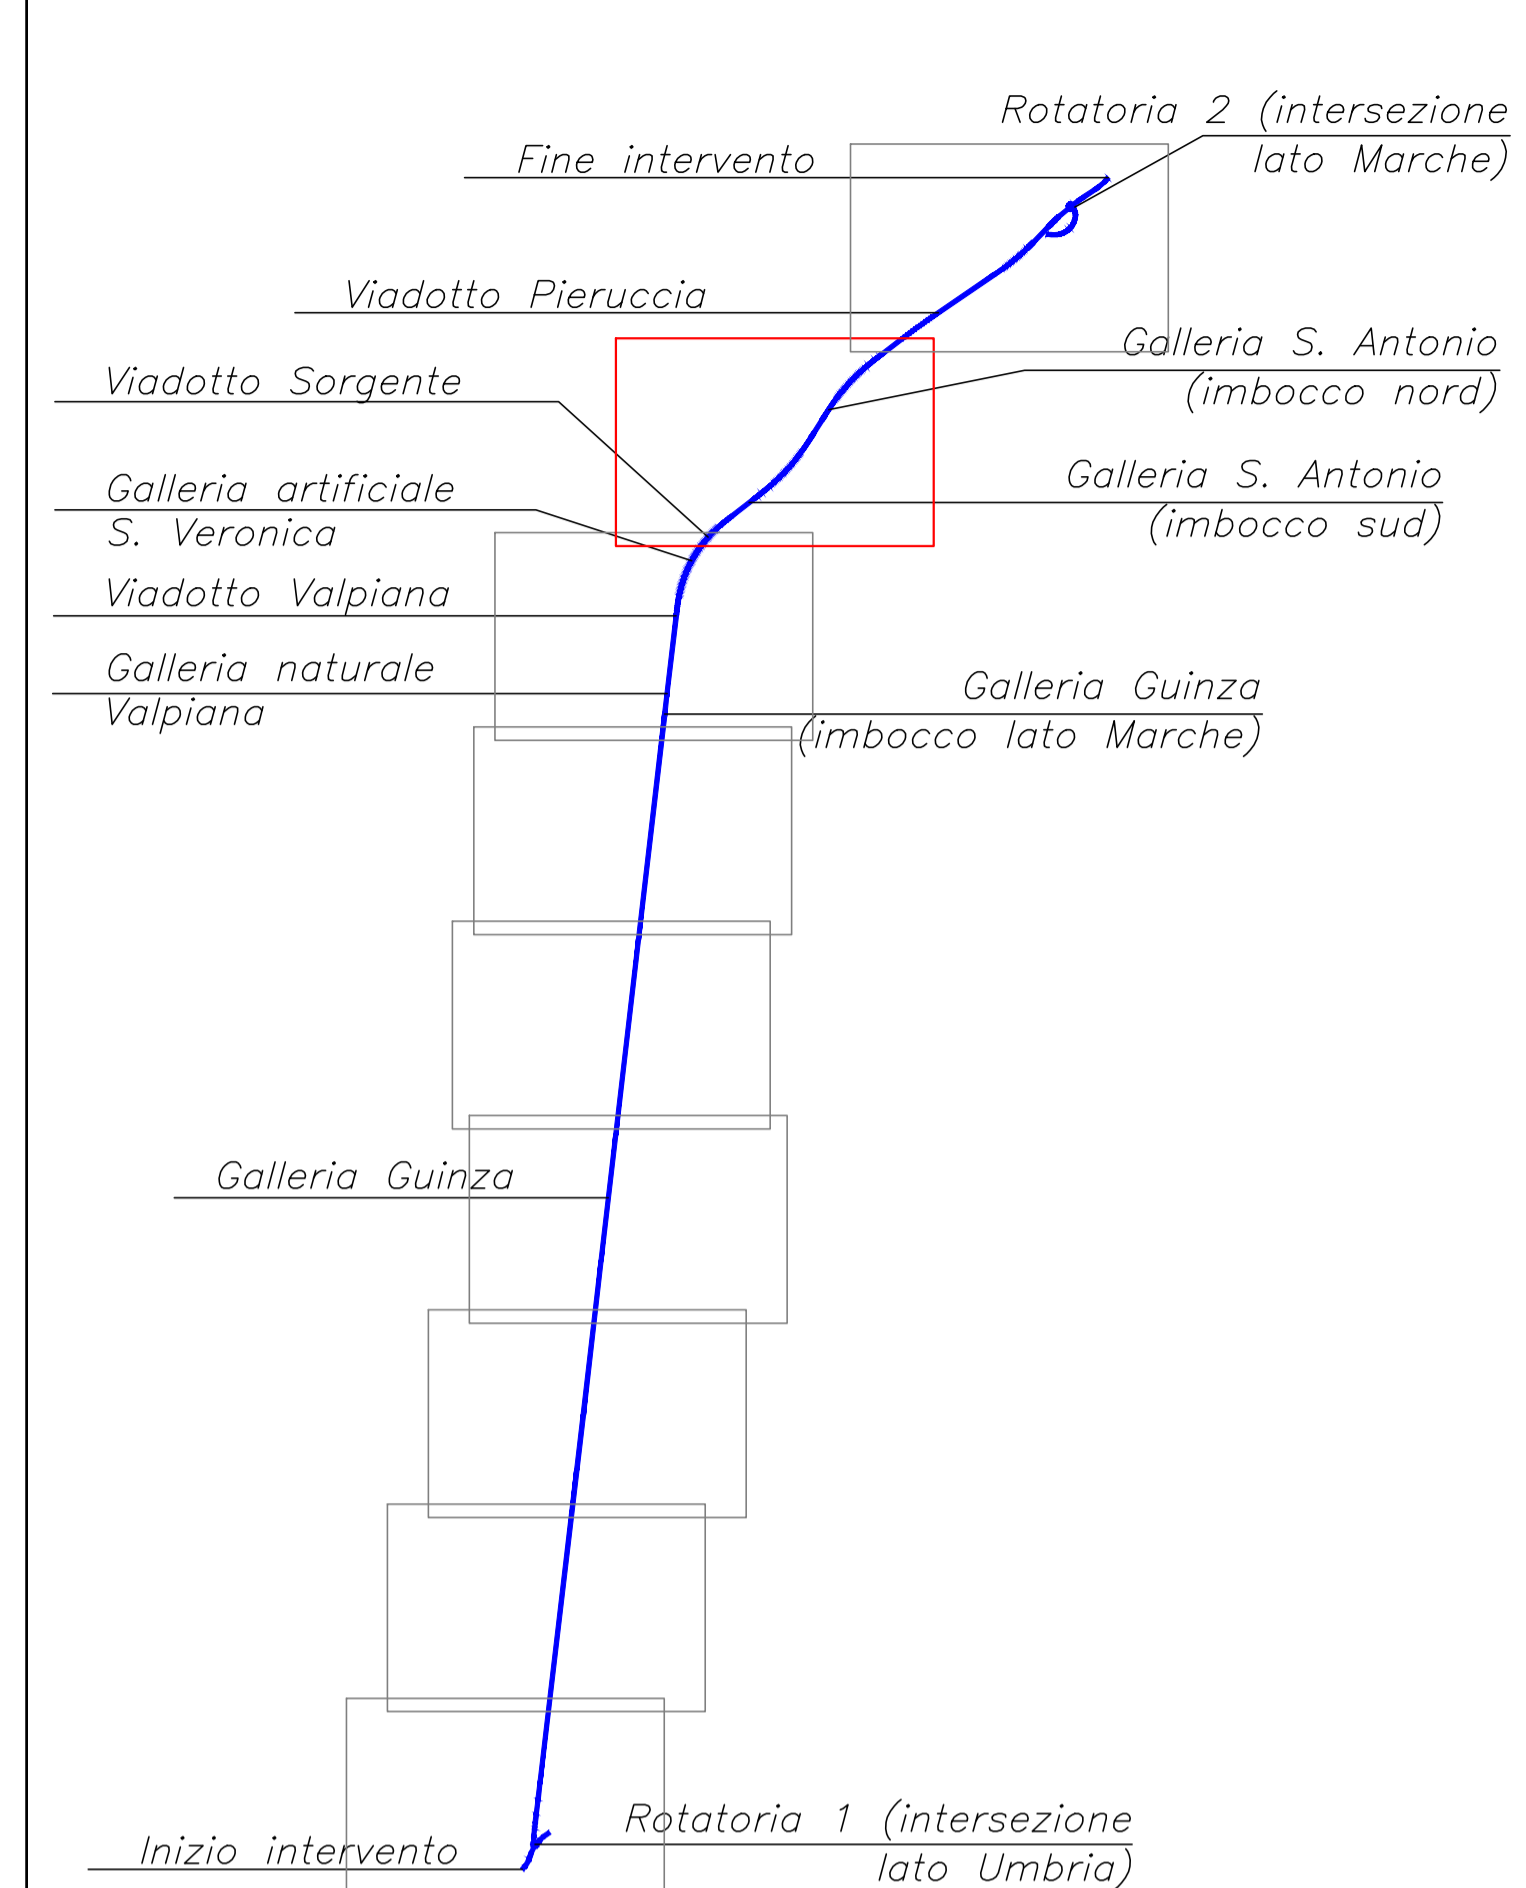 Rotatoria 2 (intersezione
lato Marche)
Fine intervento
Viadotto Pieruccia
Galleria S. Antonio
(imbocco nord)
Viadotto Sorgente
Galleria S. Antonio
(imbocco sud)
Galleria artificiale
S. Veronica
Viadotto Valpiana
Galleria naturale
Valpiana
Galleria Guinza
(imbocco lato Marche)
Galleria Guinza
Rotatoria 1 (intersezione
lato Umbria)
Inizio intervento